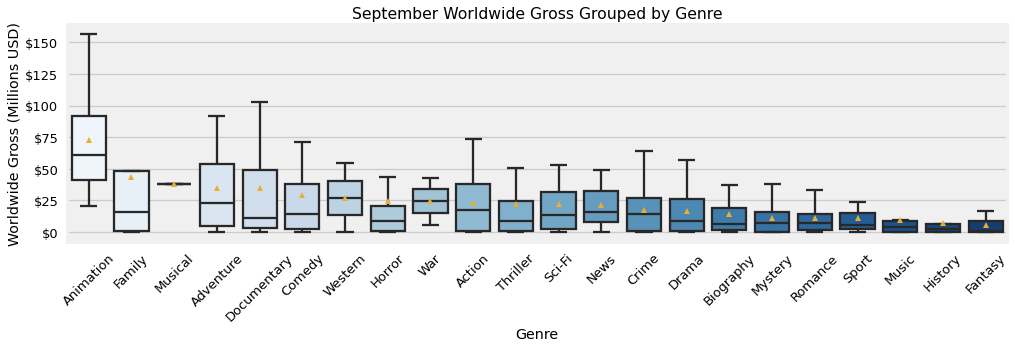 September Worldwide Gross Grouped by Genre
Worldwide Gross (Millions USD)
$150
$125
$100
$75
$50
$25
$0
Animation
Family
Musical
Adventure
Documentary
Comedy
Western
Horror
War
Action
Thriller
Sci-Fi
News
Crime
Drama
Biography
Mystery
Romance
Sport
Music
History
Fantasy
Genre